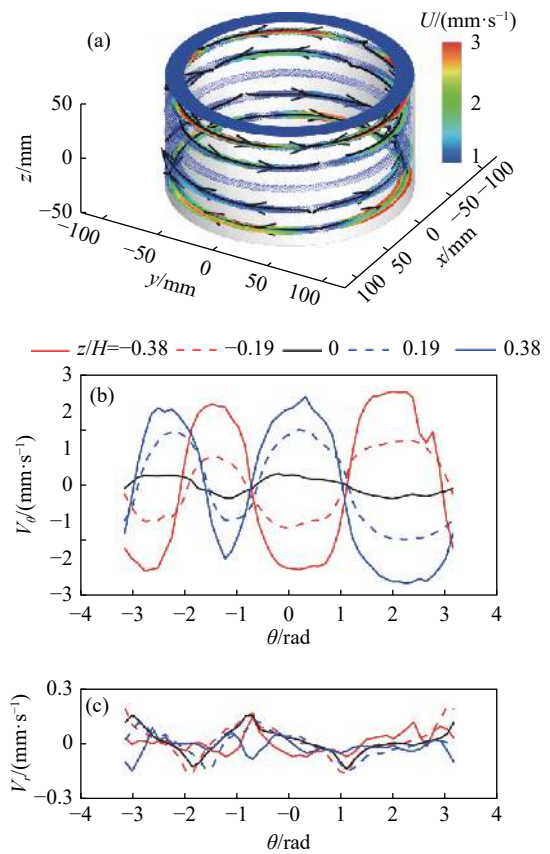 (a)
U/(mm·s⁻¹)
3
2
1
50
0
−50
z/mm
−100
−50
0
50
100
y/mm
−100
−50
0
50
100
x/mm
z/H=−0.38 −0.19 0 0.19 0.38
(b)
3
2
1
0
−1
−2
−3
Vθ/(mm·s⁻¹)
−4 −3 −2 −1 0 1 2 3 4
θ/rad
(c)
0.3
0
−0.3
Vr/(mm·s⁻¹)
−4 −3 −2 −1 −0 1 2 3 4
θ/rad